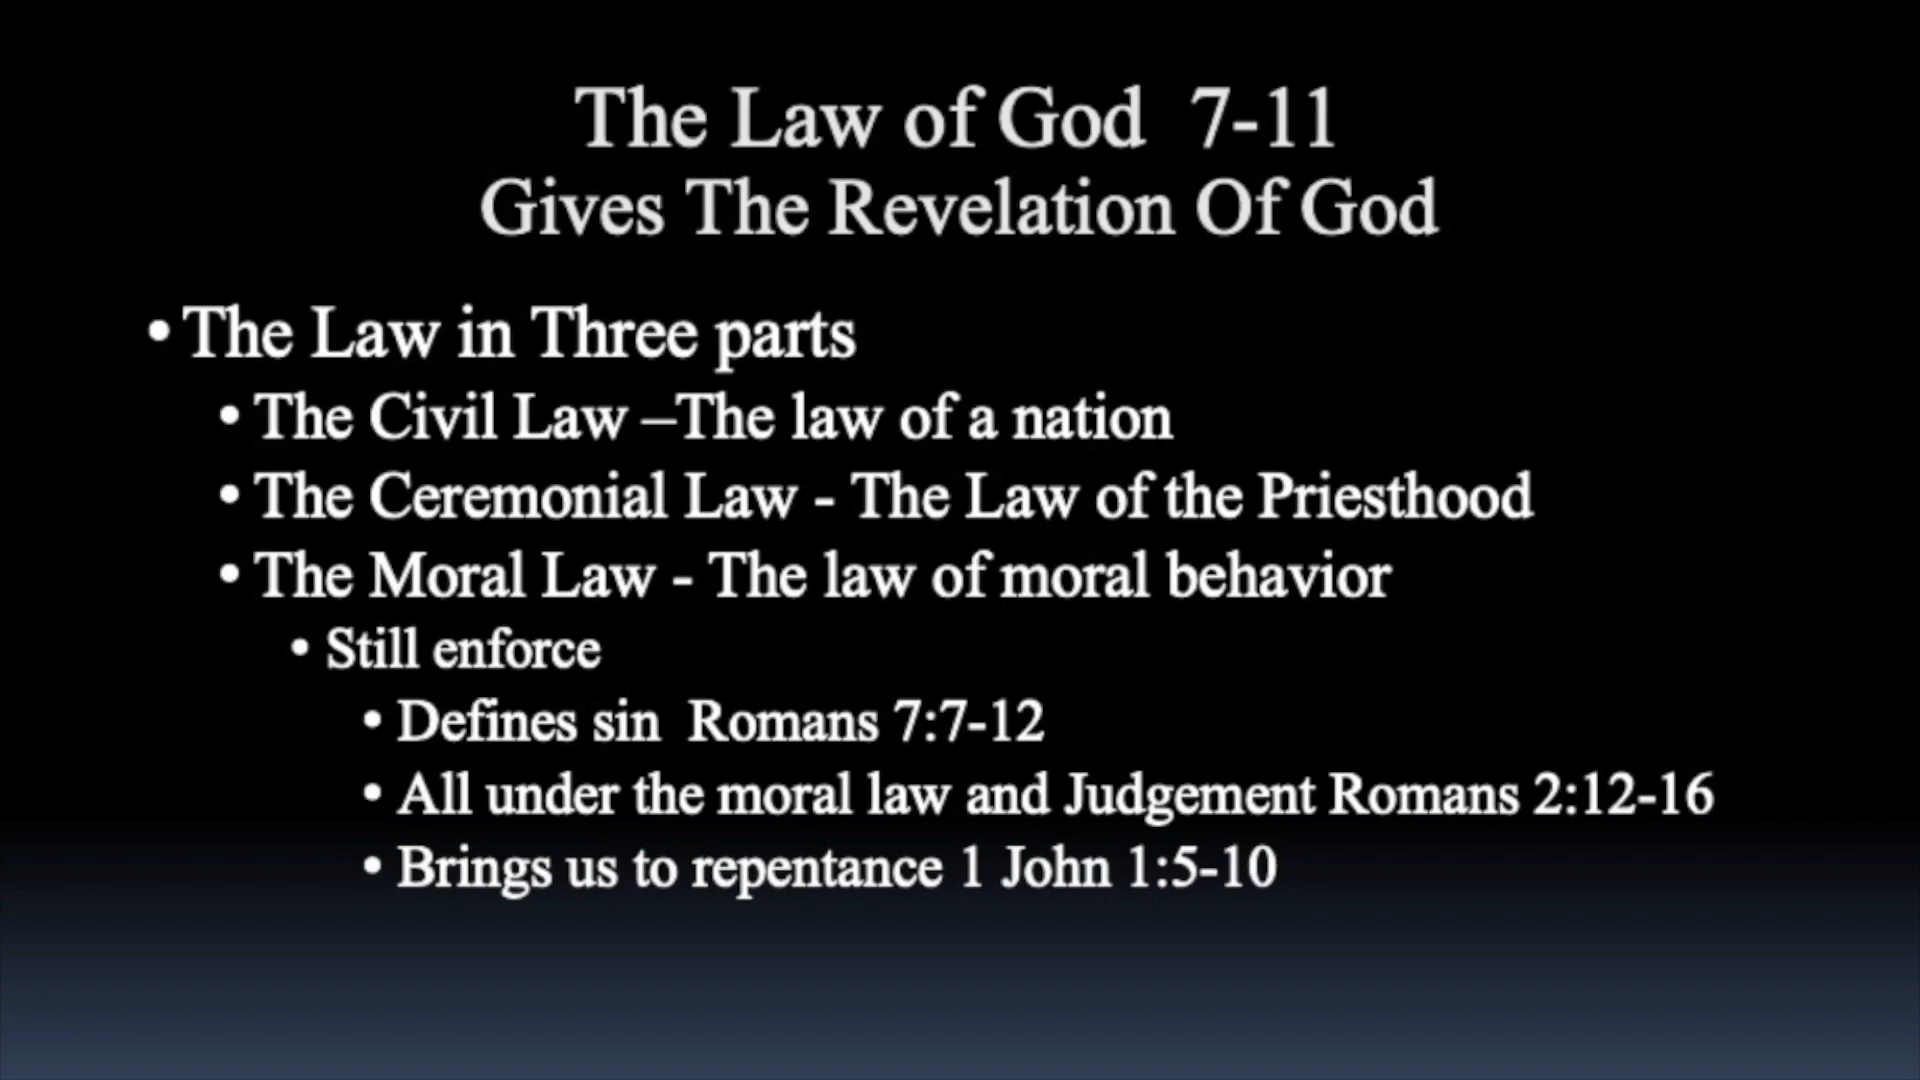 The Law of God  7-11
Gives The Revelation Of God
• The Law in Three parts
• The Civil Law –The law of a nation
• The Ceremonial Law - The Law of the Priesthood
• The Moral Law - The law of moral behavior
• Still enforce
• Defines sin  Romans 7:7-12
• All under the moral law and Judgement Romans 2:12-16
• Brings us to repentance 1 John 1:5-10